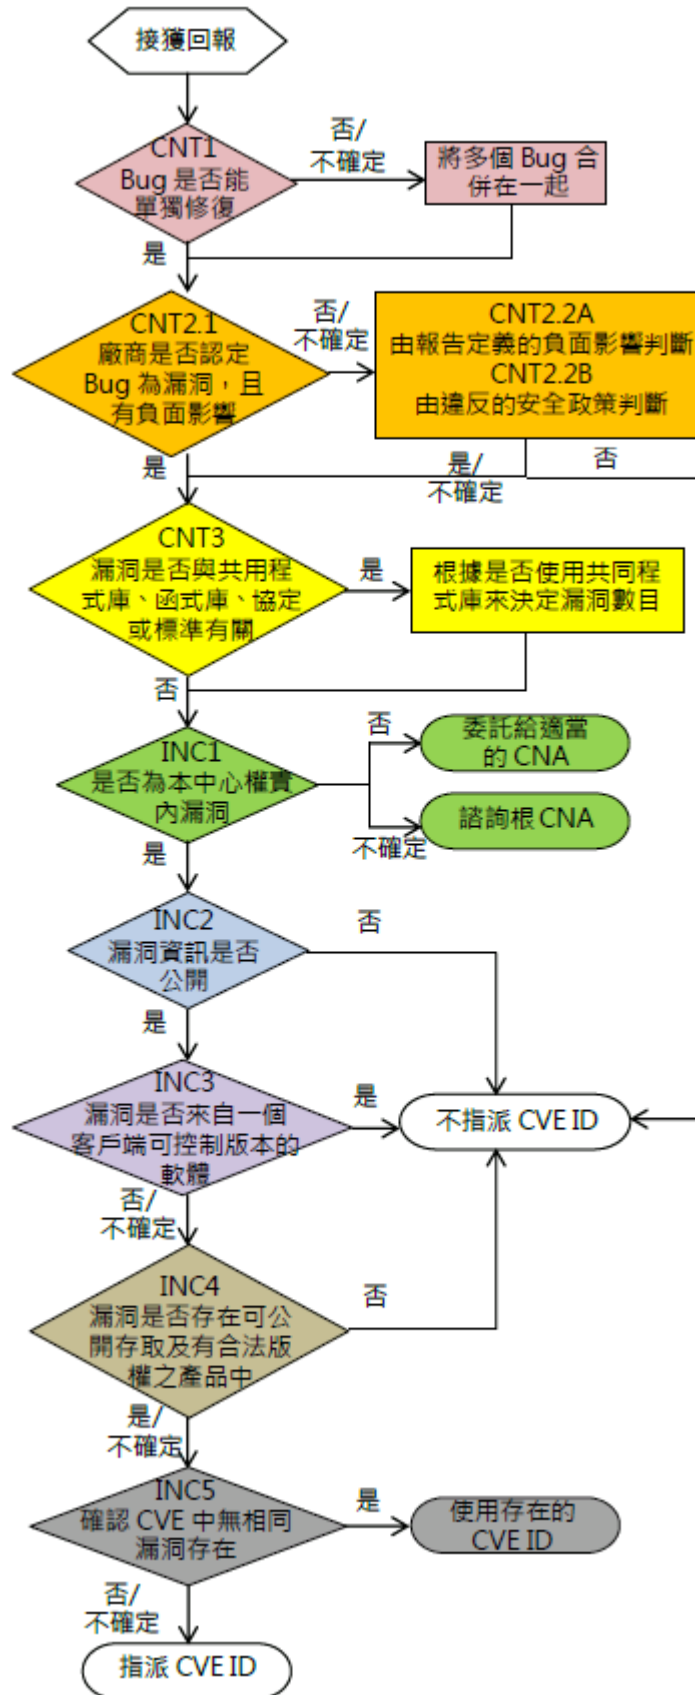 接獲回報
CNT1
Bug 是否能
單獨修復
否/
不確定
將多個 Bug 合
併在一起
是
CNT2.1
廠商是否認定
Bug 為漏洞，且
有負面影響
否/
不確定
CNT2.2A
由報告定義的負面影響判斷
CNT2.2B
由違反的安全政策判斷
是
是/
不確定
否
CNT3
漏洞是否與共用程
式庫、函式庫、協定
或標準有關
是
根據是否使用共同程
式庫來決定漏洞數目
否
INC1
是否為本中心權責
內漏洞
否
委託給適當
的 CNA
不確定
諮詢根 CNA
是
INC2
漏洞資訊是否
公開
否
是
INC3
漏洞是否來自一個
客戶端可控制版本的
軟體
是
不指派 CVE ID
否/
不確定
INC4
漏洞是否存在可公
開存取及有合法版
權之產品中
否
是/
不確定
INC5
確認 CVE 中無相同
漏洞存在
是
使用存在的
CVE ID
否/
不確定
指派 CVE ID